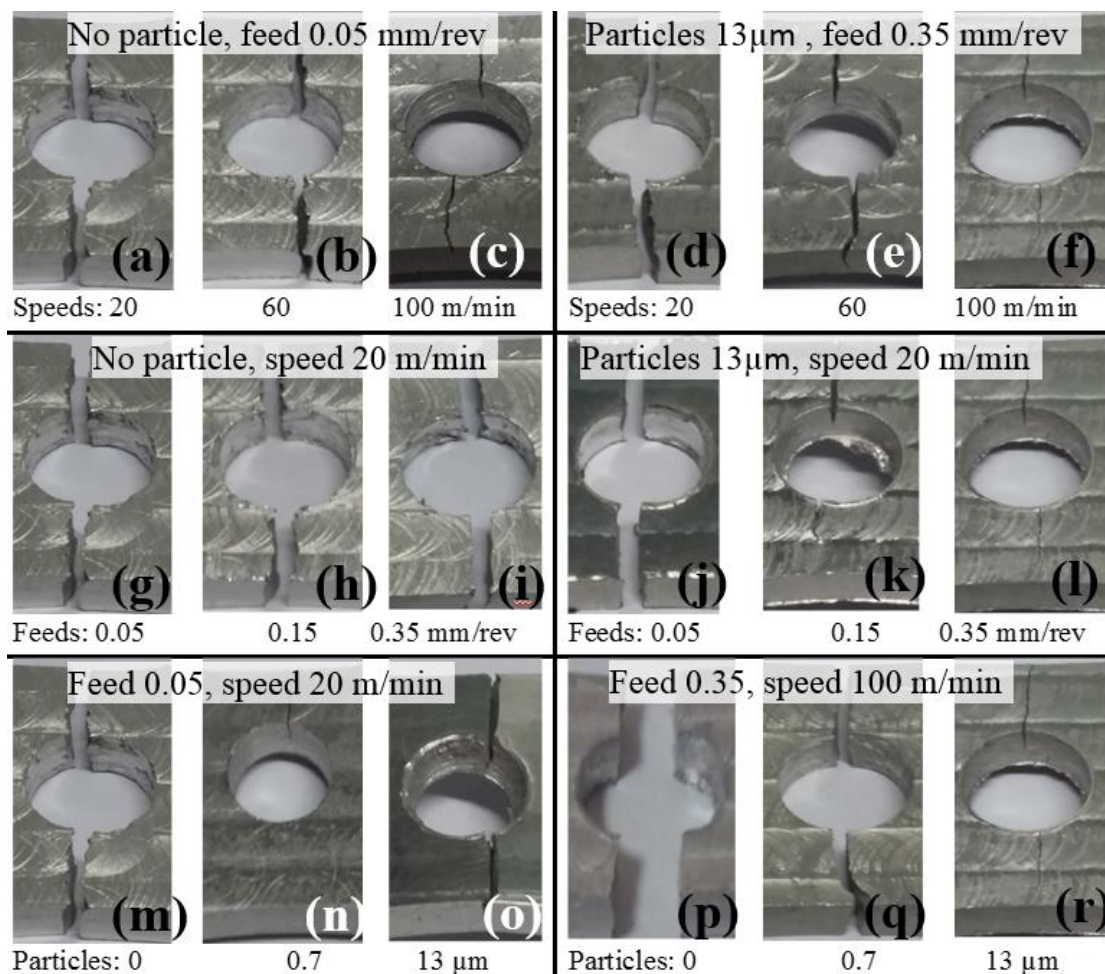 No particle, feed 0.05 mm/rev
Particles 13µm , feed 0.35 mm/rev
(a) (b) (c) (d) (e) (f)
Speeds: 20 60 100 m/min 20 60 100 m/min
No particle, speed 20 m/min
Particles 13µm, speed 20 m/min
(g) (h) (i) (j) (k) (l)
Feeds: 0.05 0.15 0.35 mm/rev Feeds: 0.05 0.15 0.35 mm/rev
Feed 0.05, speed 20 m/min
Feed 0.35, speed 100 m/min
(m) (n) (o) (p) (q) (r)
Particles: 0 0.7 13 µm Particles: 0 0.7 13 µm